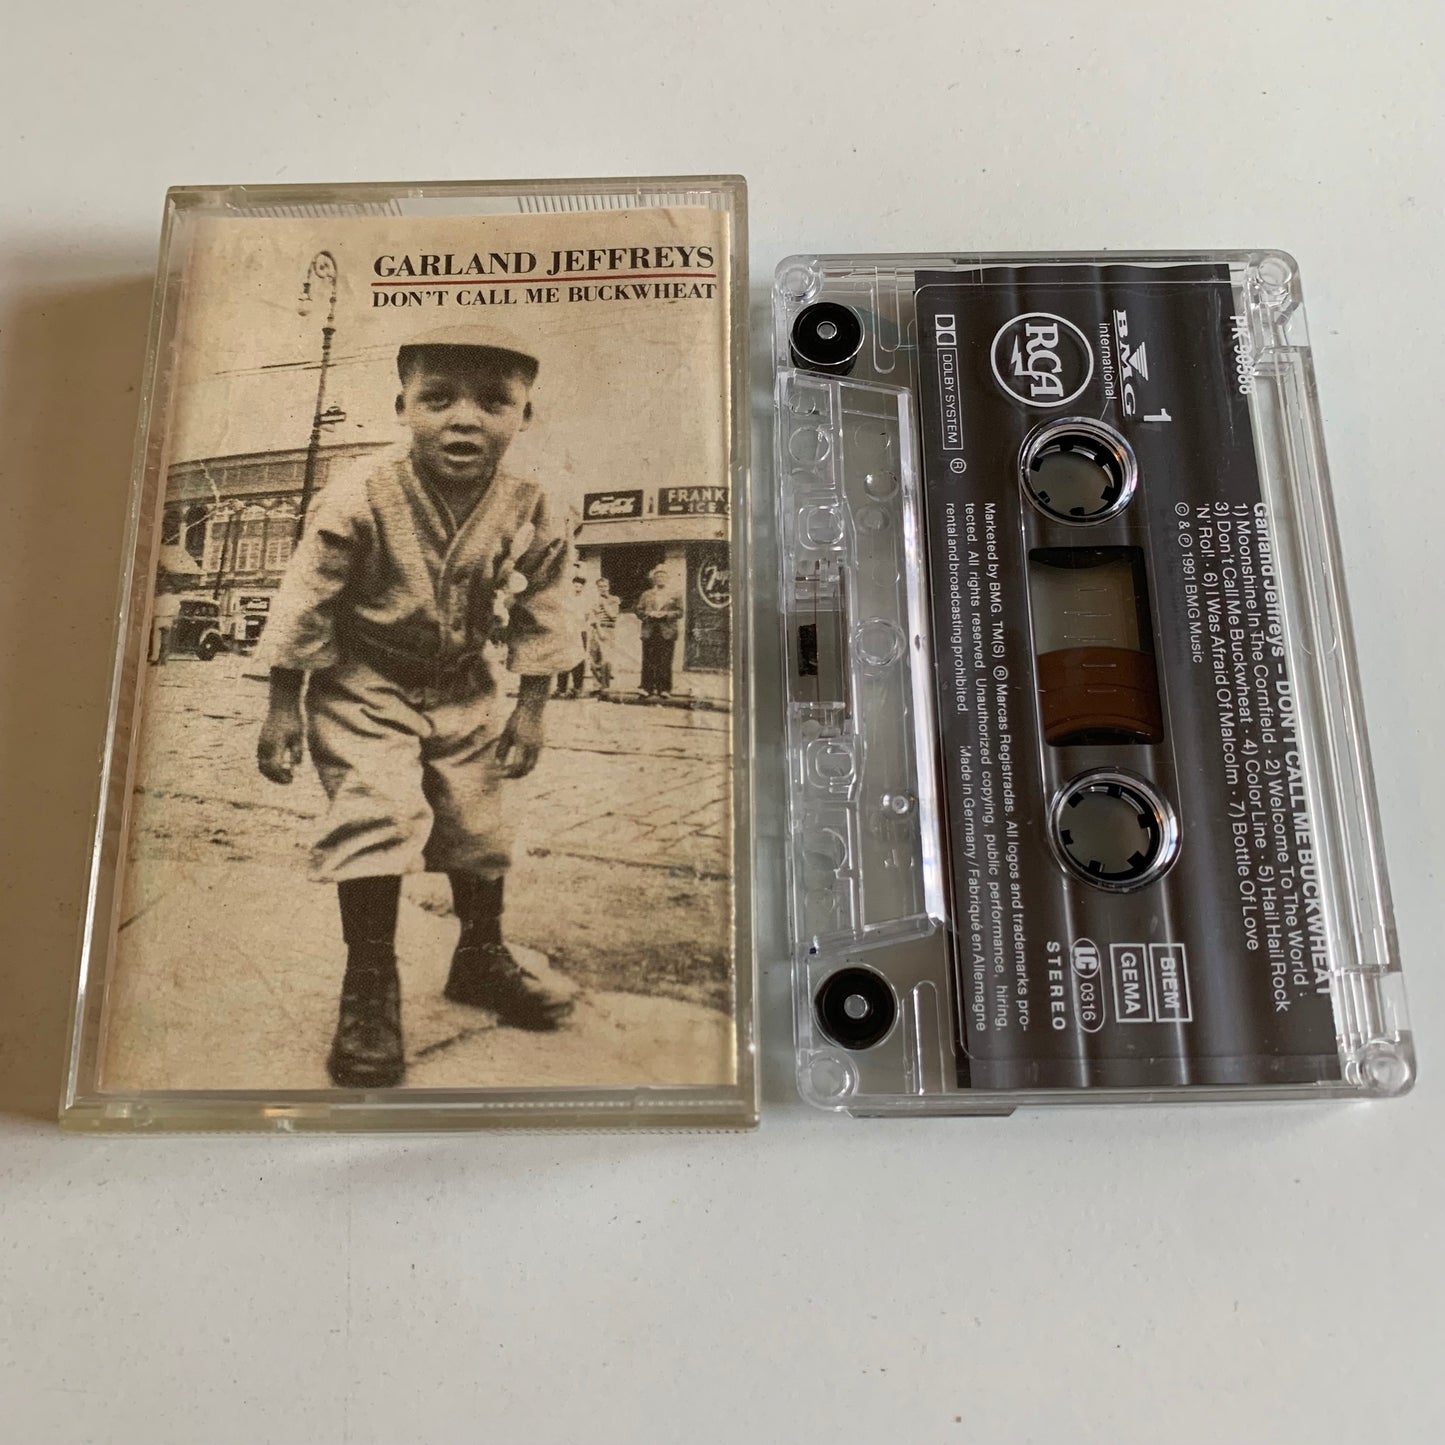 GARLAND JEFFREYS
DON'T CALL ME BUCKWHEAT
Coca-Cola
FRANK
ICE
PK 90588
BMG
international
1
RCA
DOLBY SYSTEM
®
Garland Jeffreys – DON'T CALL ME BUCKWHEAT
1) Moonshine In The Cornfield · 2) Welcome To The World ·
3) Don't Call Me Buckwheat · 4) Color Line · 5) Hail Hail Rock
'N' Roll · 6) I Was Afraid Of Malcolm · 7) Bottle Of Love
© & ℗ 1991 BMG Music
BIEM
GEMA
LC 0316
STEREO
Marketed by BMG. TM(S) ® Marcas Registradas. All logos and trademarks pro-
tected. All rights reserved. Unauthorized copying, public performance, hiring,
rental and broadcasting prohibited. Made in Germany / Fabriqué en Allemagne